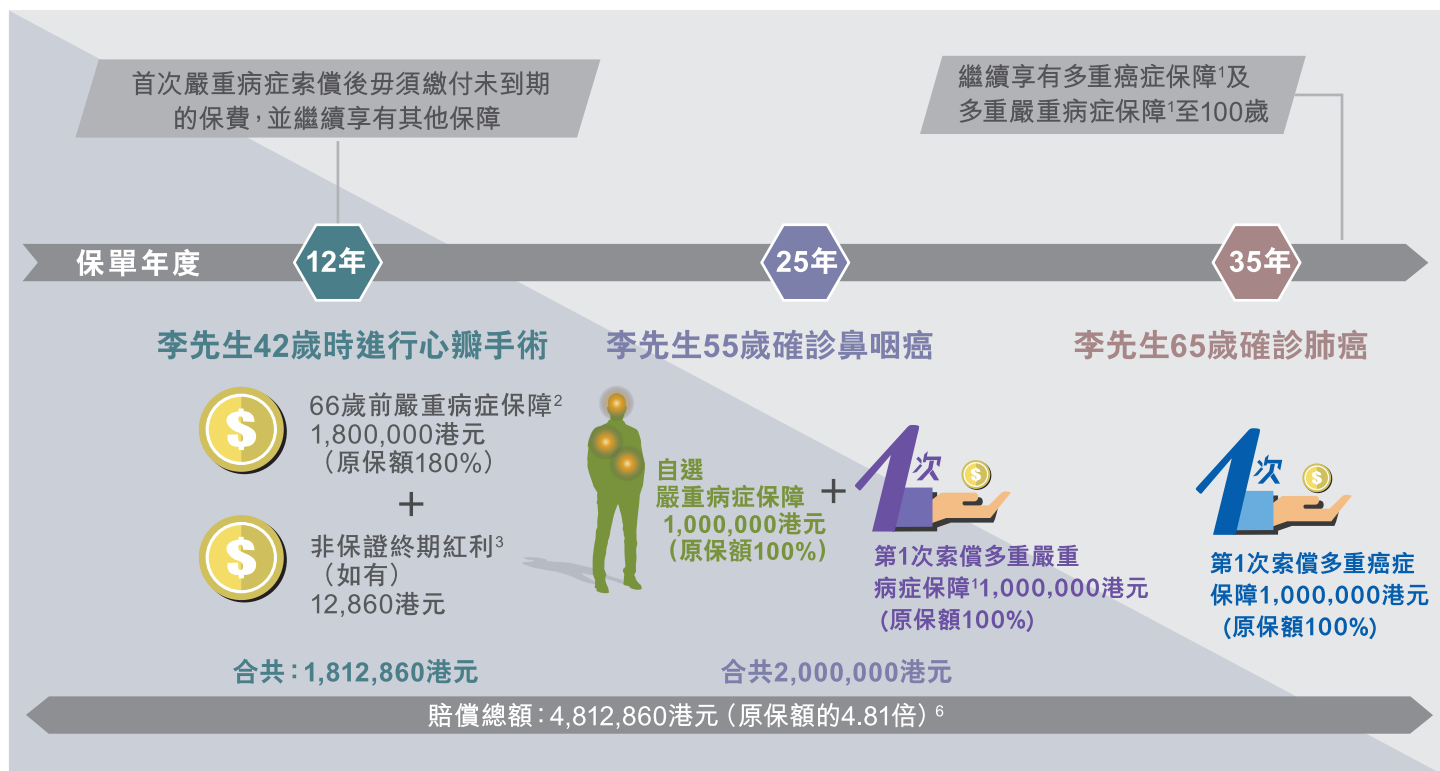 首次嚴重病症索償後毋須繳付未到期
的保費，並繼續享有其他保障
繼續享有多重癌症保障¹及
多重嚴重病症保障¹至100歲
保單年度
12年
25年
35年
李先生42歲時進行心瓣手術
66歲前嚴重病症保障²
1,800,000港元
（原保額180%）
+
非保證終期紅利³
（如有）
12,860港元
合共：1,812,860港元
李先生55歲確診鼻咽癌
自選
嚴重病症保障
1,000,000港元
（原保額100%）
+
1次
第1次索償多重嚴重
病症保障¹1,000,000港元
(原保額100%)
合共2,000,000港元
李先生65歲確診肺癌
1次
第1次索償多重癌症
保障1,000,000港元
(原保額100%)
賠償總額：4,812,860港元（原保額的4.81倍）⁶